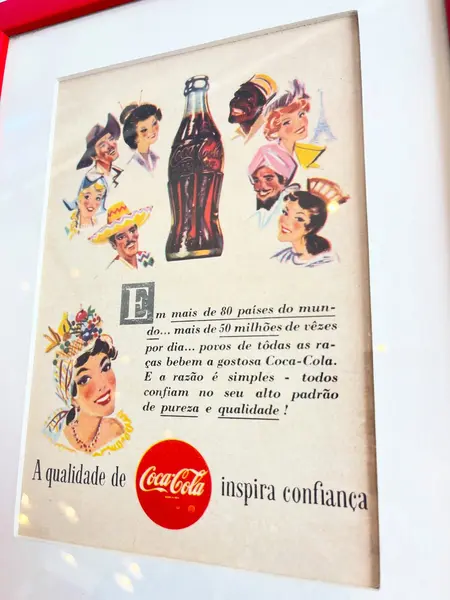 Em mais de 80 países do mun-
do... mais de 50 milhões de vêzes
por dia... povos de tôdas as ra-
ças bebem a gostosa Coca-Cola.
E a razão é simples - todos
confiam no seu alto padrão
de pureza e qualidade !
A qualidade de Coca-Cola inspira confiança